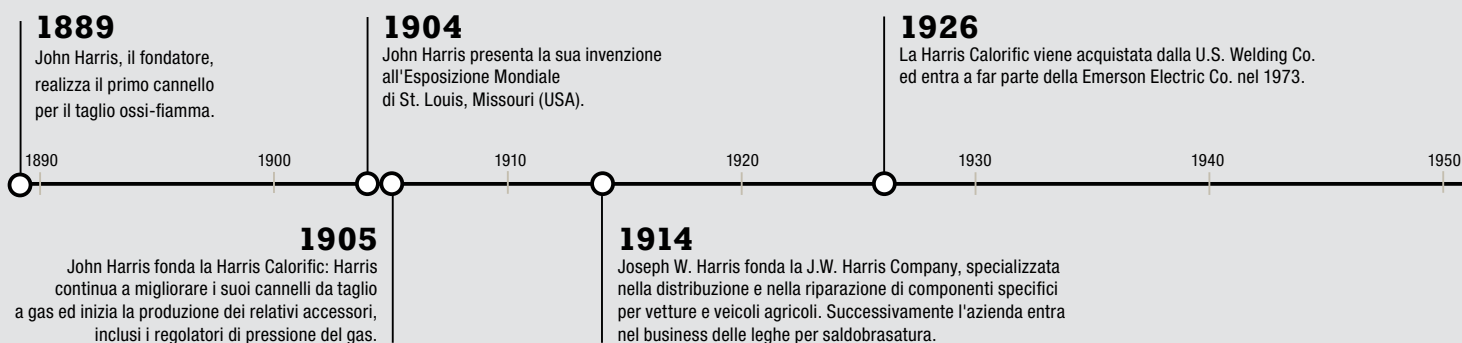 1889
John Harris, il fondatore,
realizza il primo cannello
per il taglio ossi-fiamma.
1904
John Harris presenta la sua invenzione
all'Esposizione Mondiale
di St. Louis, Missouri (USA).
1926
La Harris Calorific viene acquistata dalla U.S. Welding Co.
ed entra a far parte della Emerson Electric Co. nel 1973.
1890
1900
1910
1920
1930
1940
1950
1905
John Harris fonda la Harris Calorific: Harris
continua a migliorare i suoi cannelli da taglio
a gas ed inizia la produzione dei relativi accessori,
inclusi i regolatori di pressione del gas.
1914
Joseph W. Harris fonda la J.W. Harris Company, specializzata
nella distribuzione e nella riparazione di componenti specifici
per vetture e veicoli agricoli. Successivamente l'azienda entra
nel business delle leghe per saldobrasatura.